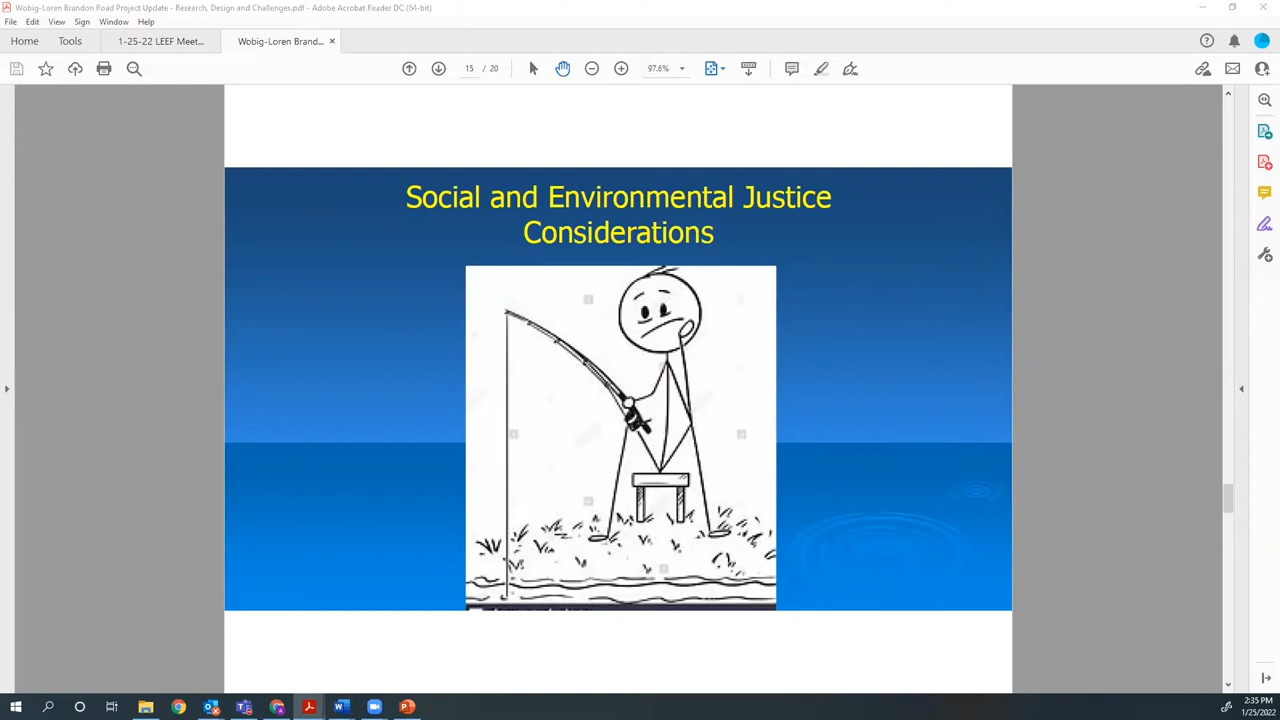 Wobig-Loren Brandon Road Project Update - Research, Design and Challenges.pdf - Adobe Acrobat Reader DC (64-bit)
File Edit View Sign Window Help
Home Tools 1-25-22 LEEF Meet... Wobig-Loren Brand... ×
15 / 20 97.6%
Social and Environmental Justice
Considerations
2:35 PM
1/25/2022